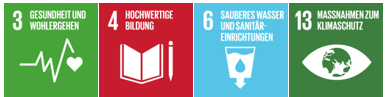 3 GESUNDHEIT UND
WOHLERGEHEN
4 HOCHWERTIGE
BILDUNG
6 SAUBERES WASSER
UND SANITÄR-
EINRICHTUNGEN
13 MASSNAHMEN ZUM
KLIMASCHUTZ